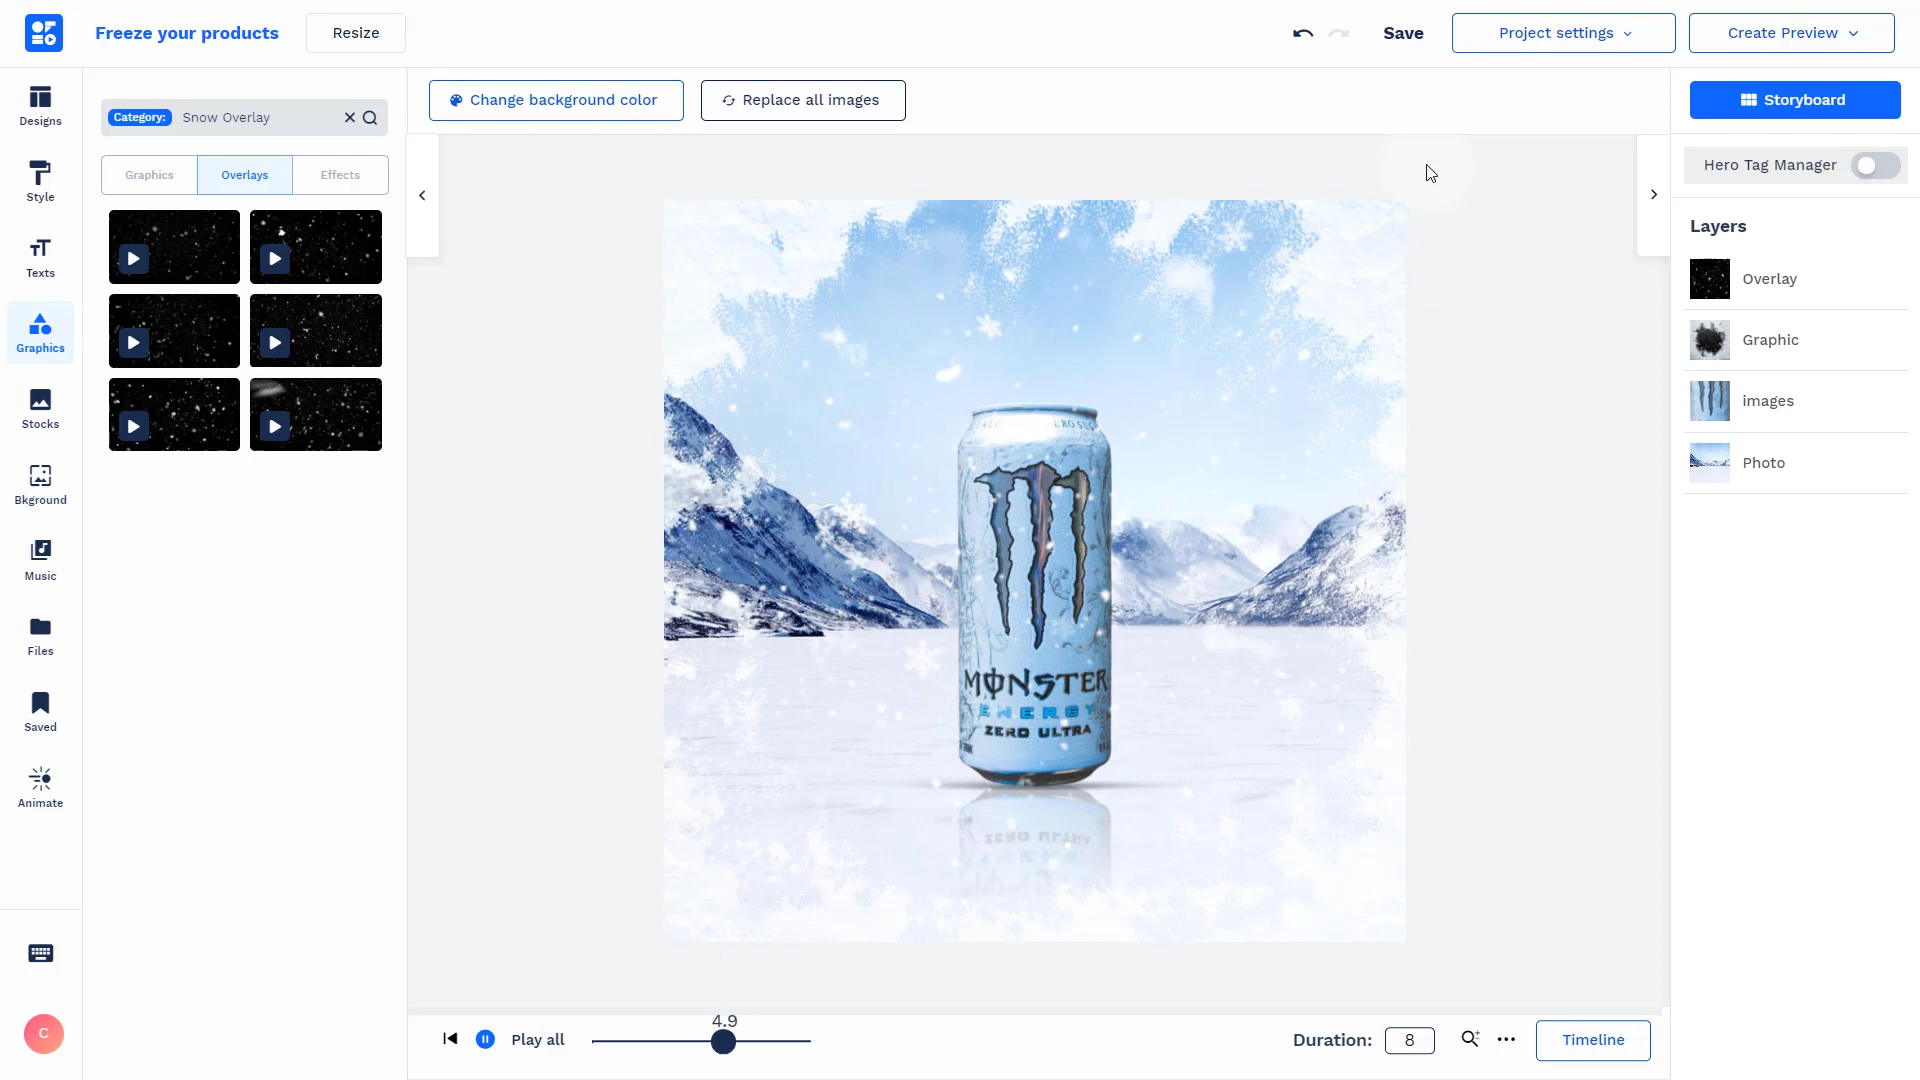 Freeze your products
Resize
Save
Project settings
Create Preview
Designs
Style
Texts
Graphics
Stocks
Bkground
Music
Files
Saved
Animate
C
Category: Snow Overlay
Graphics
Overlays
Effects
Change background color
Replace all images
MONSTER
ENERGY
ZERO ULTRA
4.9
Play all
Duration: 8
Timeline
Storyboard
Hero Tag Manager
Layers
Overlay
Graphic
images
Photo